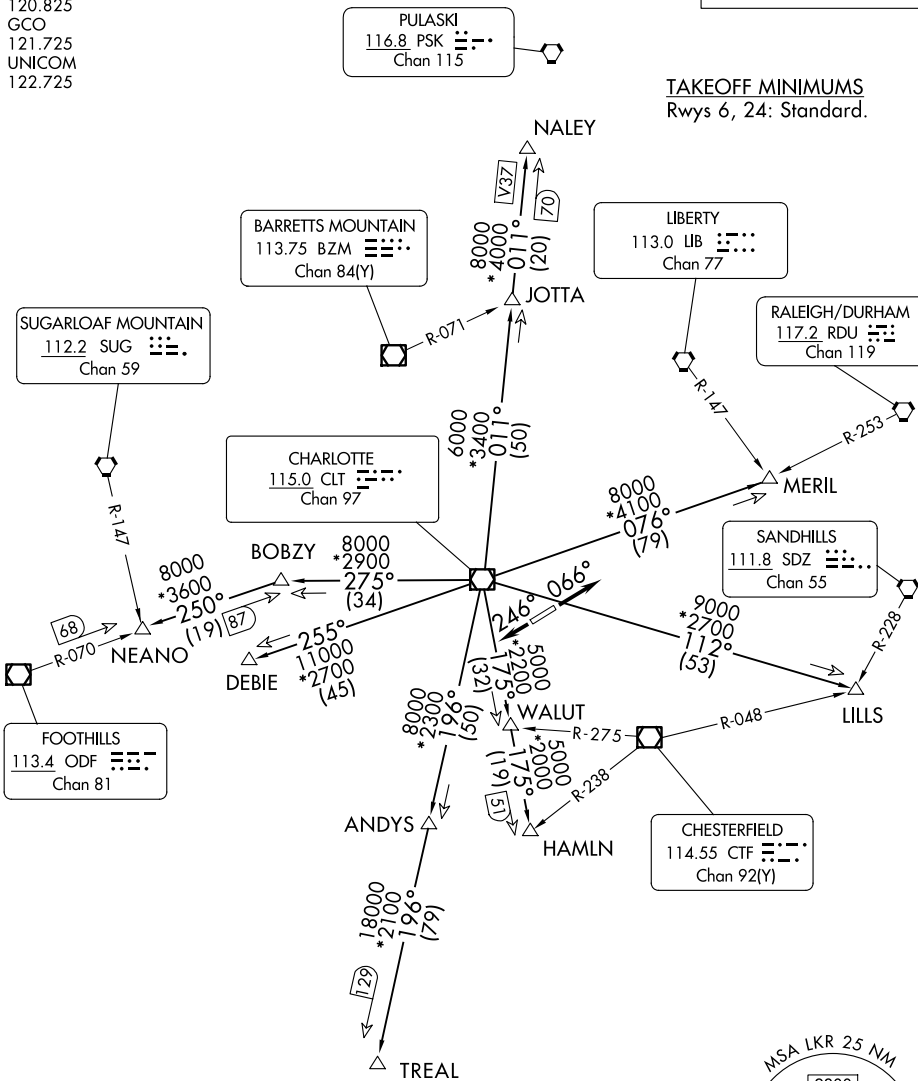 120.825
GCO
121.725
UNICOM
122.725
PULASKI
116.8 PSK
Chan 115
TAKEOFF MINIMUMS
Rwys 6, 24: Standard.
NALEY
V37
70
8000
*4000
011°
(20)
BARRETTS MOUNTAIN
113.75 BZM
Chan 84(Y)
LIBERTY
113.0 LIB
Chan 77
JOTTA
R-071
SUGARLOAF MOUNTAIN
112.2 SUG
Chan 59
RALEIGH/DURHAM
117.2 RDU
Chan 119
R-147
R-253
6000
*3400
011°
(50)
CHARLOTTE
115.0 CLT
Chan 97
MERIL
8000
*4100
076°
(79)
R-147
SANDHILLS
111.8 SDZ
Chan 55
BOBZY
8000
*2900
275°
(34)
8000
*3600
250°
(19)
87
246° 066°
9000
*2700
112°
(53)
R-228
68
R-070
NEANO
DEBIE
255°
11000
*2700
(45)
5000
*2200
175°
(32)
LILLS
WALUT
R-275
R-048
8000
*2300
196°
(50)
FOOTHILLS
113.4 ODF
Chan 81
5000
*2000
175°
(19)
R-238
51
ANDYS
HAMLN
CHESTERFIELD
114.55 CTF
Chan 92(Y)
18000
*2100
196°
(79)
129
TREAL
MSA LKR 25 NM